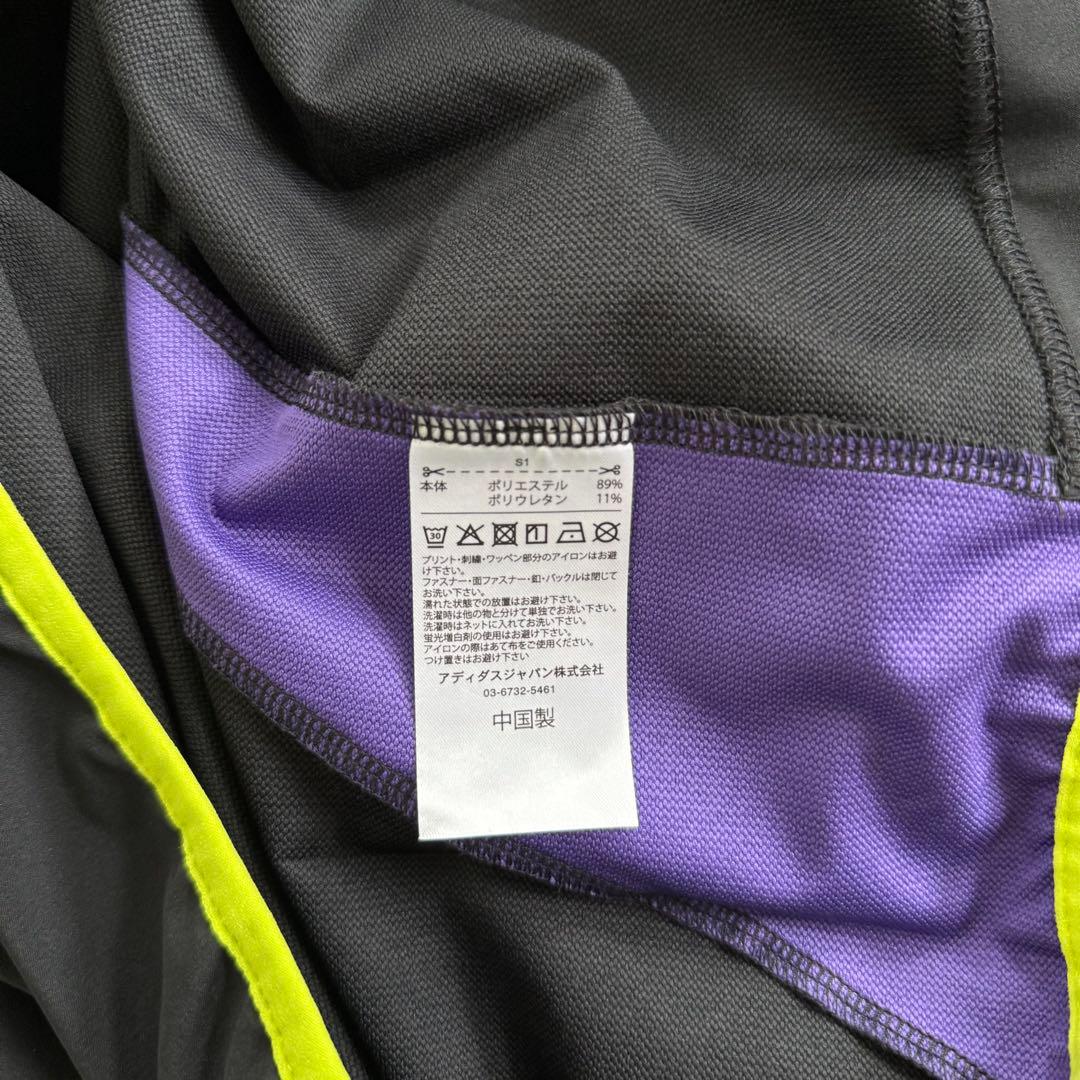 S1
本体 ポリエステル 89%
ポリウレタン 11%
30
プリント・刺繍・ワッペン部分のアイロンはお避
け下さい。
ファスナー・面ファスナー・釦・バックルは閉じて
お洗い下さい。
濡れた状態での放置はお避け下さい。
洗濯時は他の物と分けて単独でお洗い下さい。
洗濯時はネットに入れてお洗い下さい。
蛍光増白剤の使用はお避け下さい。
アイロンの際はあて布をご使用ください。
つけ置きはお避け下さい
アディダスジャパン株式会社
03-6732-5461
中国製